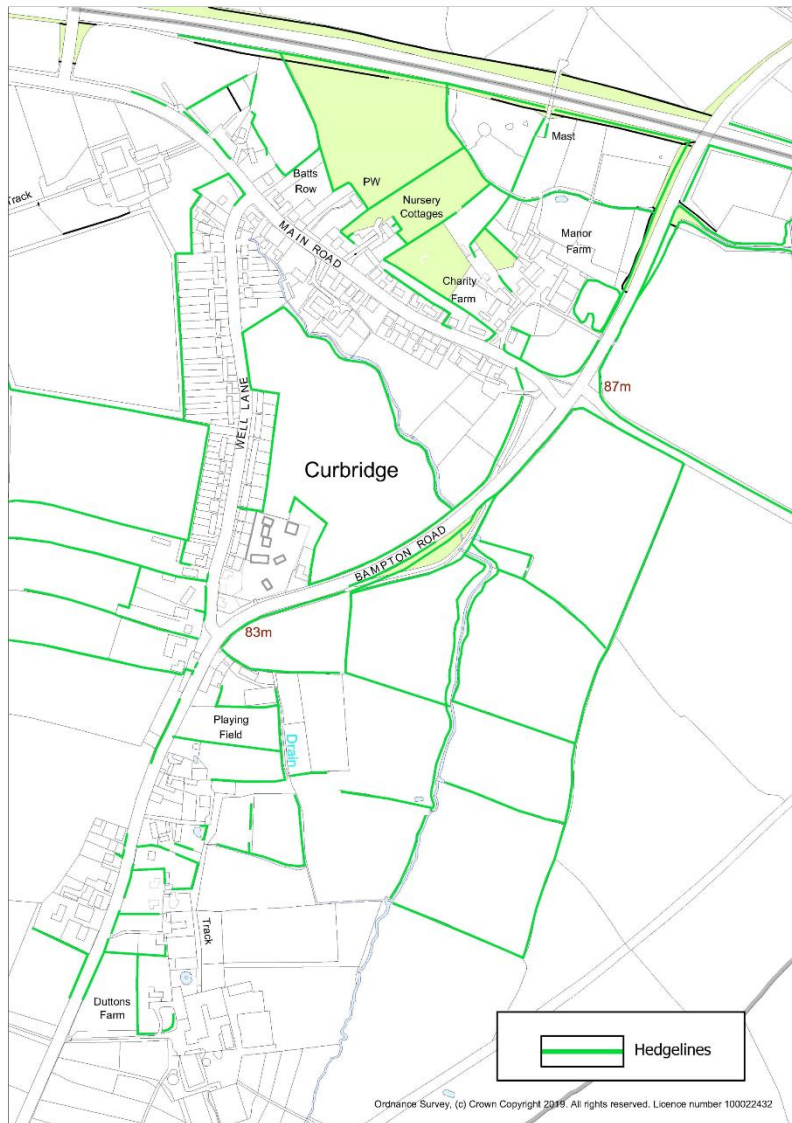 Mast
Track
Batts
Row
PW
Nursery
Cottages
MAIN ROAD
Manor
Farm
Charity
Farm
87m
WELL LANE
Curbridge
BAMPTON ROAD
83m
Playing
Field
Drain
Track
Duttons
Farm
Hedgelines
Ordnance Survey, (c) Crown Copyright 2019. All rights reserved. Licence number 100022432